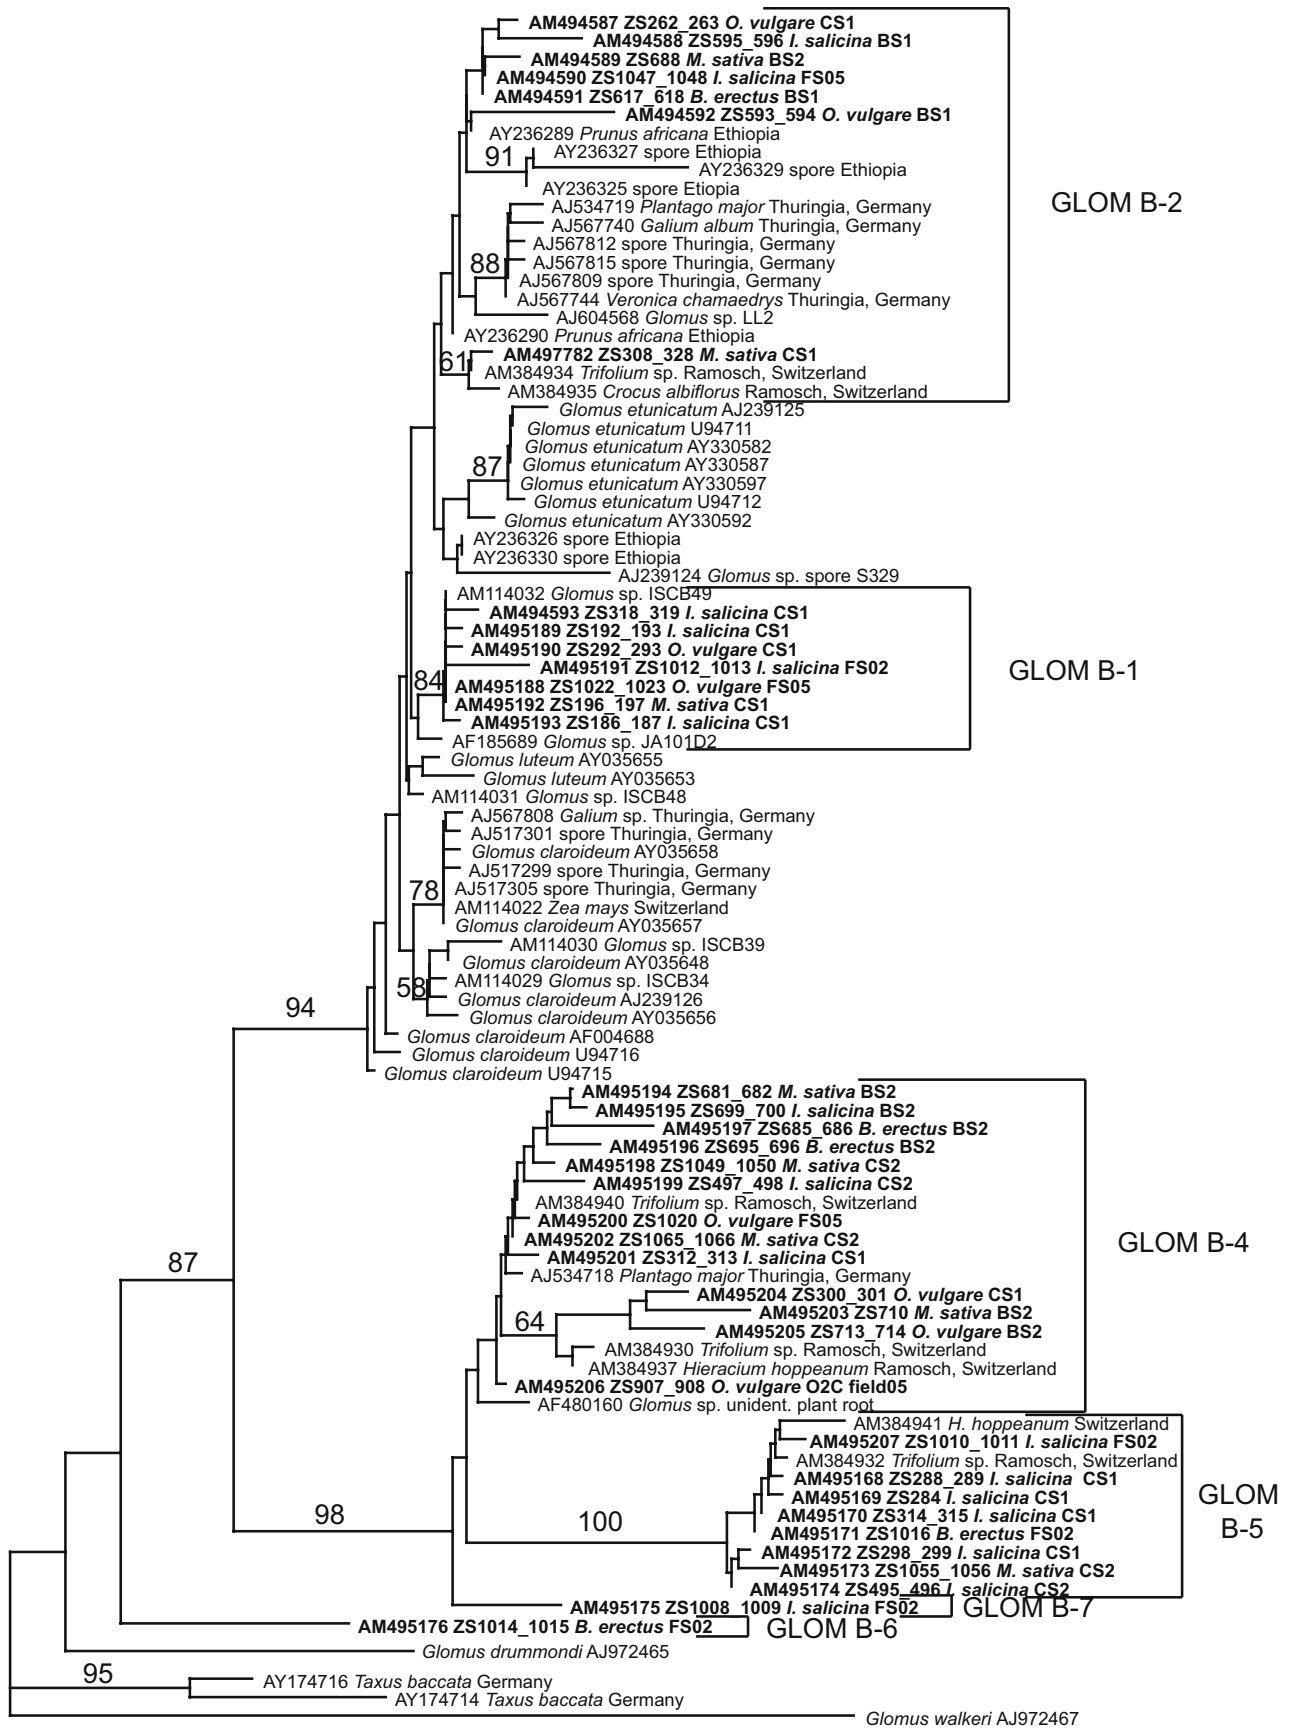 AM494587 ZS262_263 O. vulgare CS1
AM494588 ZS595_596 I. salicina BS1
AM494589 ZS688 M. sativa BS2
AM494590 ZS1047_1048 I. salicina FS05
AM494591 ZS617_618 B. erectus BS1
AM494592 ZS593_594 O. vulgare BS1
AY236289 Prunus africana Ethiopia
91 AY236327 spore Ethiopia
AY236329 spore Ethiopia
AY236325 spore Etiopia
GLOM B-2
AJ534719 Plantago major Thuringia, Germany
AJ567740 Galium album Thuringia, Germany
AJ567812 spore Thuringia, Germany
88 AJ567815 spore Thuringia, Germany
AJ567809 spore Thuringia, Germany
AJ567744 Veronica chamaedrys Thuringia, Germany
AJ604568 Glomus sp. LL2
AY236290 Prunus africana Ethiopia
61 AM497782 ZS308_328 M. sativa CS1
AM384934 Trifolium sp. Ramosch, Switzerland
AM384935 Crocus albiflorus Ramosch, Switzerland
Glomus etunicatum AJ239125
Glomus etunicatum U94711
Glomus etunicatum AY330582
87 Glomus etunicatum AY330587
Glomus etunicatum AY330597
Glomus etunicatum U94712
Glomus etunicatum AY330592
AY236326 spore Ethiopia
AY236330 spore Ethiopia
AJ239124 Glomus sp. spore S329
AM114032 Glomus sp. ISCB49
AM494593 ZS318_319 I. salicina CS1
AM495189 ZS192_193 I. salicina CS1
AM495190 ZS292_293 O. vulgare CS1
AM495191 ZS1012_1013 I. salicina FS02
GLOM B-1
84 AM495188 ZS1022_1023 O. vulgare FS05
AM495192 ZS196_197 M. sativa CS1
AM495193 ZS186_187 I. salicina CS1
AF185689 Glomus sp. JA101D2
Glomus luteum AY035655
Glomus luteum AY035653
AM114031 Glomus sp. ISCB48
AJ567808 Galium sp. Thuringia, Germany
AJ517301 spore Thuringia, Germany
Glomus claroideum AY035658
AJ517299 spore Thuringia, Germany
78 AJ517305 spore Thuringia, Germany
AM114022 Zea mays Switzerland
Glomus claroideum AY035657
AM114030 Glomus sp. ISCB39
Glomus claroideum AY035648
58 AM114029 Glomus sp. ISCB34
Glomus claroideum AJ239126
94 Glomus claroideum AY035656
Glomus claroideum AF004688
Glomus claroideum U94716
Glomus claroideum U94715
AM495194 ZS681_682 M. sativa BS2
AM495195 ZS699_700 I. salicina BS2
AM495197 ZS685_686 B. erectus BS2
AM495196 ZS695_696 B. erectus BS2
AM495198 ZS1049_1050 M. sativa CS2
AM495199 ZS497_498 I. salicina CS2
AM384940 Trifolium sp. Ramosch, Switzerland
AM495200 ZS1020 O. vulgare FS05
AM495202 ZS1065_1066 M. sativa CS2
GLOM B-4
87 AM495201 ZS312_313 I. salicina CS1
AJ534718 Plantago major Thuringia, Germany
AM495204 ZS300_301 O. vulgare CS1
AM495203 ZS710 M. sativa BS2
64 AM495205 ZS713_714 O. vulgare BS2
AM384930 Trifolium sp. Ramosch, Switzerland
AM384937 Hieracium hoppeanum Ramosch, Switzerland
AM495206 ZS907_908 O. vulgare O2C field05
AF480160 Glomus sp. unident. plant root
AM384941 H. hoppeanum Switzerland
AM495207 ZS1010_1011 I. salicina FS02
AM384932 Trifolium sp. Ramosch, Switzerland
AM495168 ZS288_289 I. salicina CS1
AM495169 ZS284 I. salicina CS1
GLOM
B-5
98 100 AM495170 ZS314_315 I. salicina CS1
AM495171 ZS1016 B. erectus FS02
AM495172 ZS298_299 I. salicina CS1
AM495173 ZS1055_1056 M. sativa CS2
AM495174 ZS495_496 I. salicina CS2
AM495175 ZS1008_1009 I. salicina FS02 GLOM B-7
AM495176 ZS1014_1015 B. erectus FS02 GLOM B-6
Glomus drummondi AJ972465
95 AY174716 Taxus baccata Germany
AY174714 Taxus baccata Germany
Glomus walkeri AJ972467